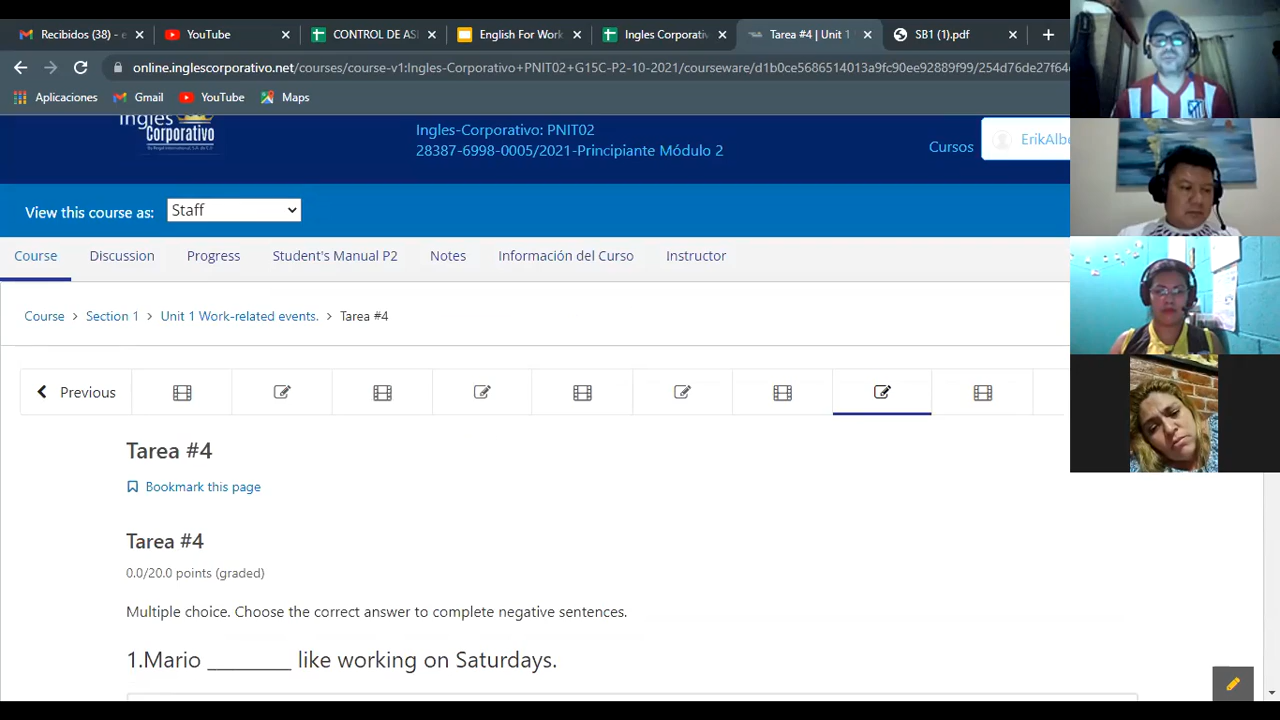 Recibidos (38) - e
YouTube
CONTROL DE ASI
English For Work
Ingles Corporativ
Tarea #4 | Unit 1
SB1 (1).pdf
online.inglescorporativo.net/courses/course-v1:Ingles-Corporativo+PNIT02+G15C-P2-10-2021/courseware/d1b0ce5686514013a9fc90ee92889f99/254d76de27f64
Aplicaciones
Gmail
YouTube
Maps
Ingles
Corporativo
Ingles-Corporativo: PNIT02
28387-6998-0005/2021-Principiante Módulo 2
Cursos
ErikAlbe
View this course as:
Staff
Course
Discussion
Progress
Student's Manual P2
Notes
Información del Curso
Instructor
Course > Section 1 > Unit 1 Work-related events. > Tarea #4
Previous
Tarea #4
Bookmark this page
Tarea #4
0.0/20.0 points (graded)
Multiple choice. Choose the correct answer to complete negative sentences.
1.Mario ________ like working on Saturdays.